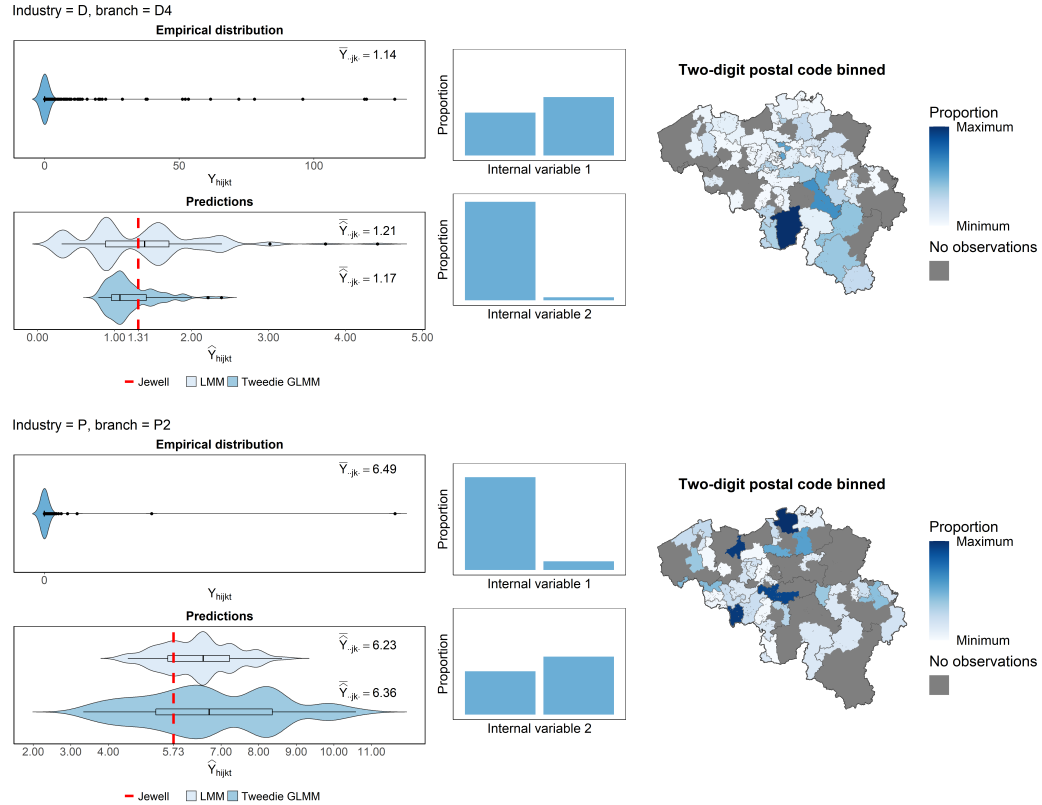 Industry = D, branch = D4
Empirical distribution
Y̅..jk. = 1.14
0 50 100
Y_hijkt
Predictions
Y̅̂..jk. = 1.21
Y̅̂..jk. = 1.17
0.00 1.00 1.31 2.00 3.00 4.00 5.00
Ŷ_hijkt
Jewell LMM Tweedie GLMM
Proportion
Internal variable 1
Proportion
Internal variable 2
Two-digit postal code binned
Proportion
Maximum
Minimum
No observations
Industry = P, branch = P2
Empirical distribution
Y̅..jk. = 6.49
0
Y_hijkt
Predictions
Y̅̂..jk. = 6.23
Y̅̂..jk. = 6.36
2.00 3.00 4.00 5.73 7.00 8.00 9.00 10.00 11.00
Ŷ_hijkt
Jewell LMM Tweedie GLMM
Proportion
Internal variable 1
Proportion
Internal variable 2
Two-digit postal code binned
Proportion
Maximum
Minimum
No observations